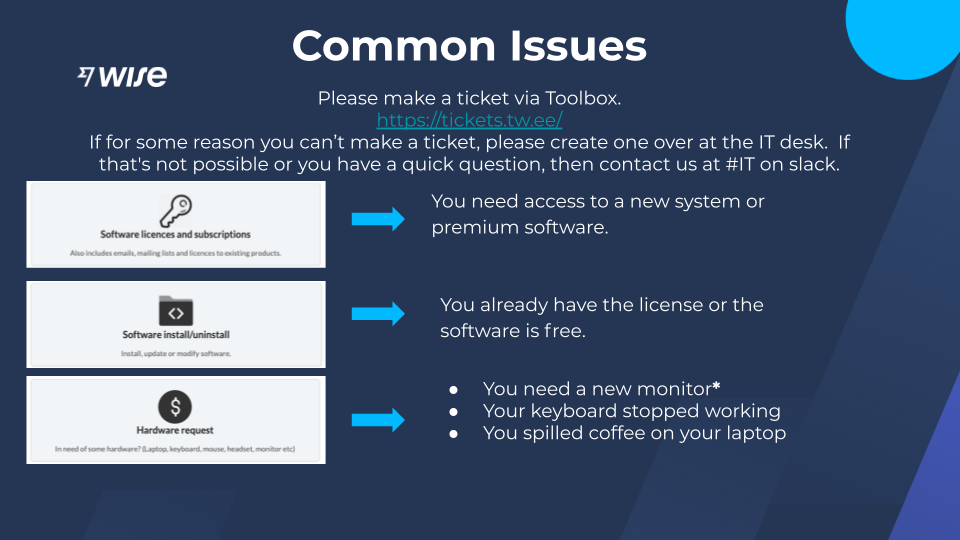 Common Issues
wise
Please make a ticket via Toolbox.
https://tickets.tw.ee/
If for some reason you can’t make a ticket, please create one over at the IT desk.  If
that's not possible or you have a quick question, then contact us at #IT on slack.
Software licences and subscriptions
Also includes emails, mailing lists and licences to existing products.
You need access to a new system or
premium software.
Software install/uninstall
Install, update or modify software.
You already have the license or the
software is free.
$
Hardware request
In need of some hardware? (Laptop, keyboard, mouse, headset, monitor etc)
● You need a new monitor*
● Your keyboard stopped working
● You spilled coffee on your laptop